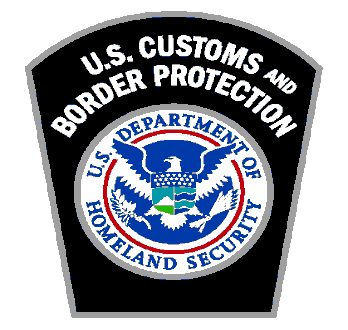 U.S. CUSTOMS AND
BORDER PROTECTION
U.S. DEPARTMENT OF
HOMELAND SECURITY